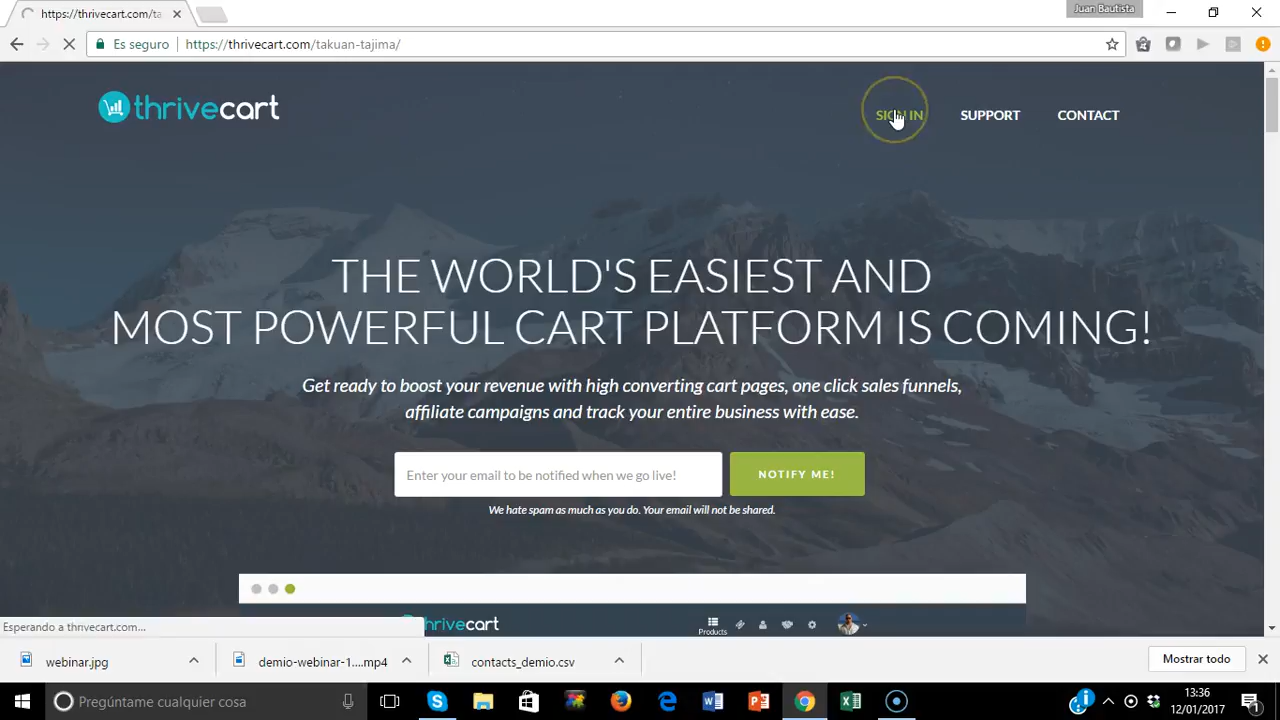 https://thrivecart.com/ta
Juan Bautista
Es seguro
https://thrivecart.com/takuan-tajima/
thrivecart
SIGN IN
SUPPORT
CONTACT
THE WORLD'S EASIEST AND
MOST POWERFUL CART PLATFORM IS COMING!
Get ready to boost your revenue with high converting cart pages, one click sales funnels,
affiliate campaigns and track your entire business with ease.
Enter your email to be notified when we go live!
NOTIFY ME!
We hate spam as much as you do. Your email will not be shared.
thrivecart
Products
Esperando a thrivecart.com...
webinar.jpg
demio-webinar-1....mp4
contacts_demio.csv
Mostrar todo
Pregúntame cualquier cosa
13:36
12/01/2017